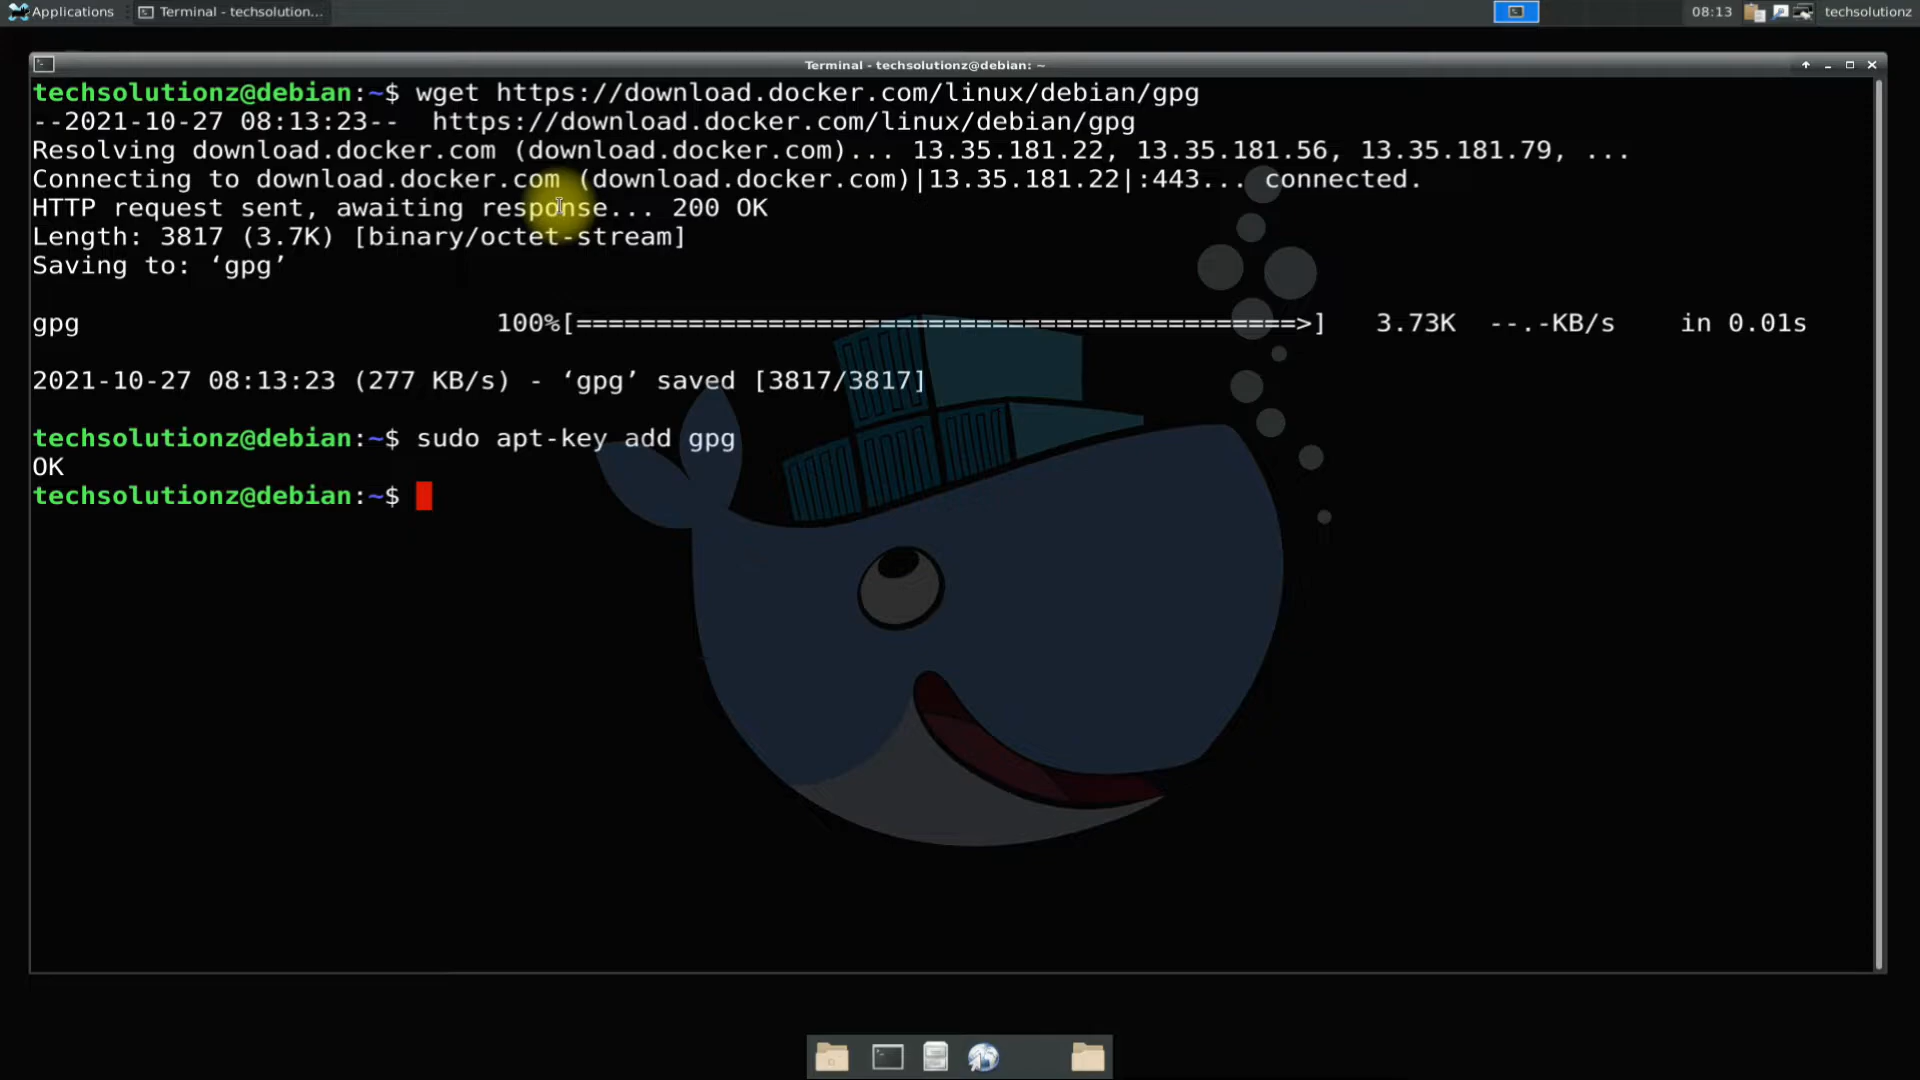 Applications
Terminal - techsolution...
08:13
techsolutionz
Terminal - techsolutionz@debian: ~
techsolutionz@debian:~$ wget https://download.docker.com/linux/debian/gpg
--2021-10-27 08:13:23--  https://download.docker.com/linux/debian/gpg
Resolving download.docker.com (download.docker.com)... 13.35.181.22, 13.35.181.56, 13.35.181.79, ...
Connecting to download.docker.com (download.docker.com)|13.35.181.22|:443... connected.
HTTP request sent, awaiting response... 200 OK
Length: 3817 (3.7K) [binary/octet-stream]
Saving to: ‘gpg’
gpg 100%[=============================================>] 3.73K --.-KB/s in 0.01s
2021-10-27 08:13:23 (277 KB/s) - ‘gpg’ saved [3817/3817]
techsolutionz@debian:~$ sudo apt-key add gpg
OK
techsolutionz@debian:~$